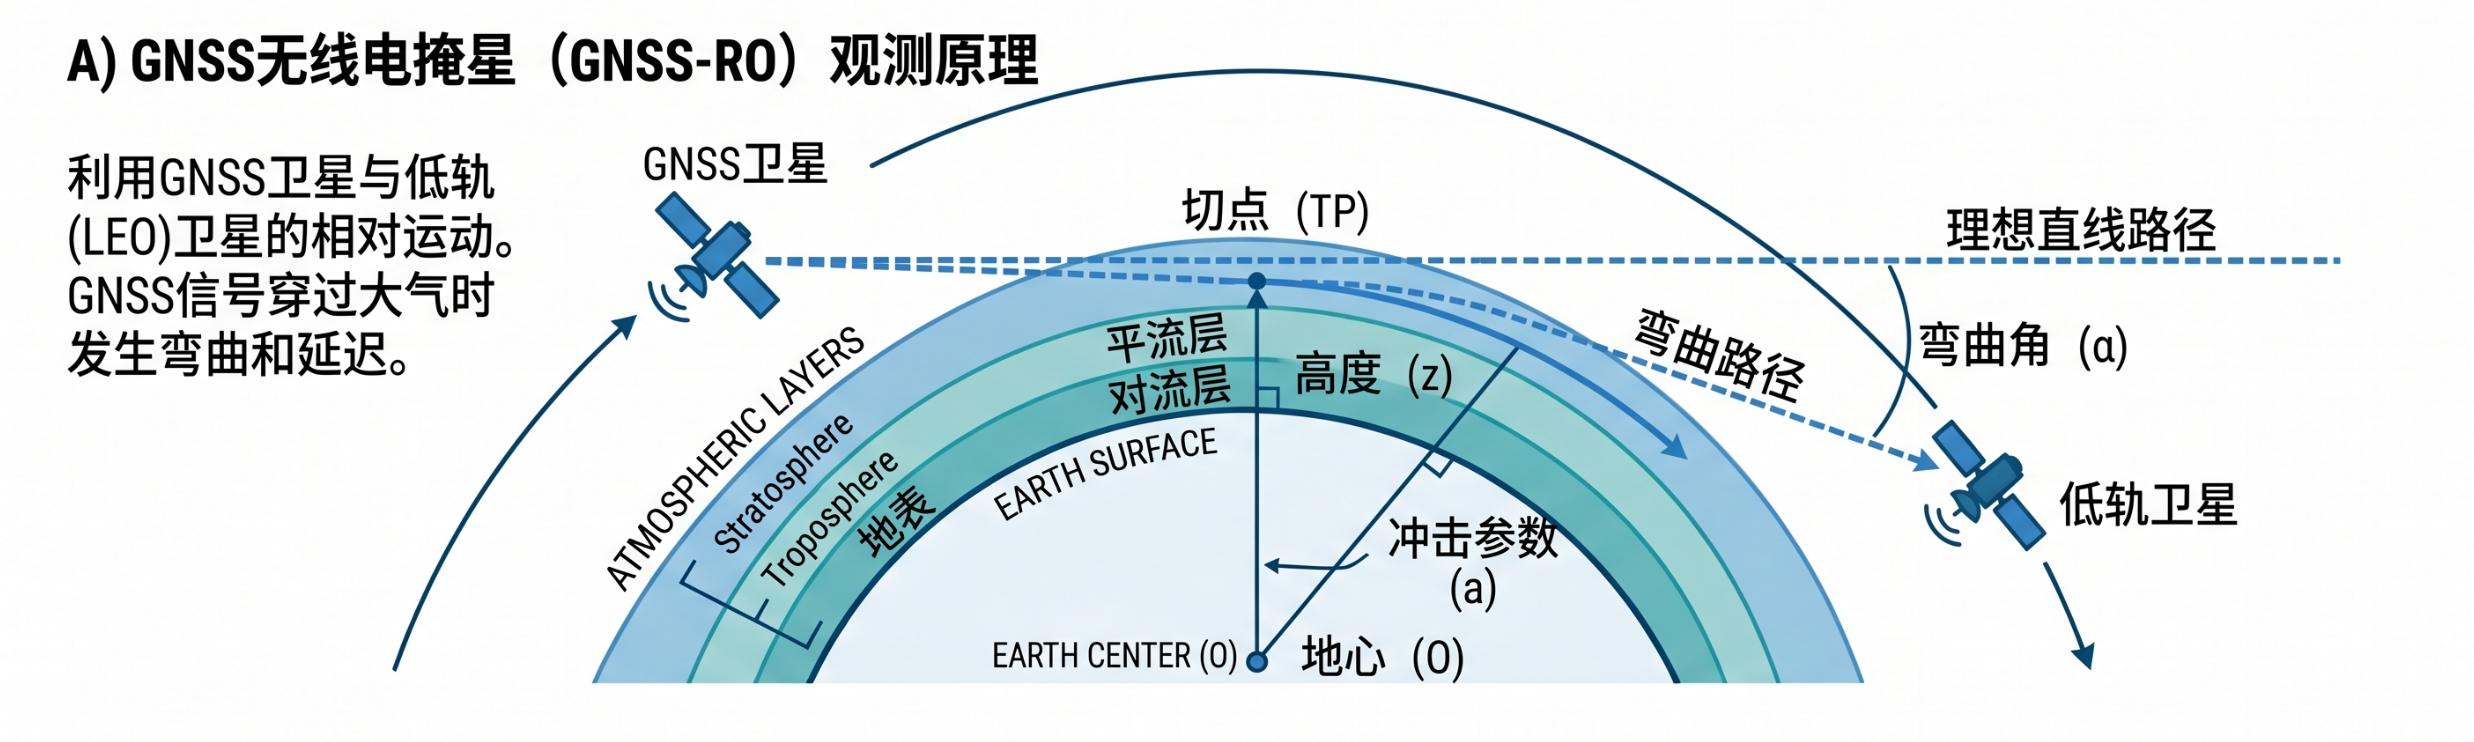 A) GNSS无线电掩星（GNSS-RO）观测原理
利用GNSS卫星与低轨
(LEO)卫星的相对运动。
GNSS信号穿过大气时
发生弯曲和延迟。
GNSS卫星
切点（TP）
理想直线路径
弯曲路径
弯曲角（α）
低轨卫星
平流层
对流层
高度（z）
ATMOSPHERIC LAYERS
Stratosphere
Troposphere
地表
EARTH SURFACE
冲击参数
(a)
EARTH CENTER (O)
地心（O）